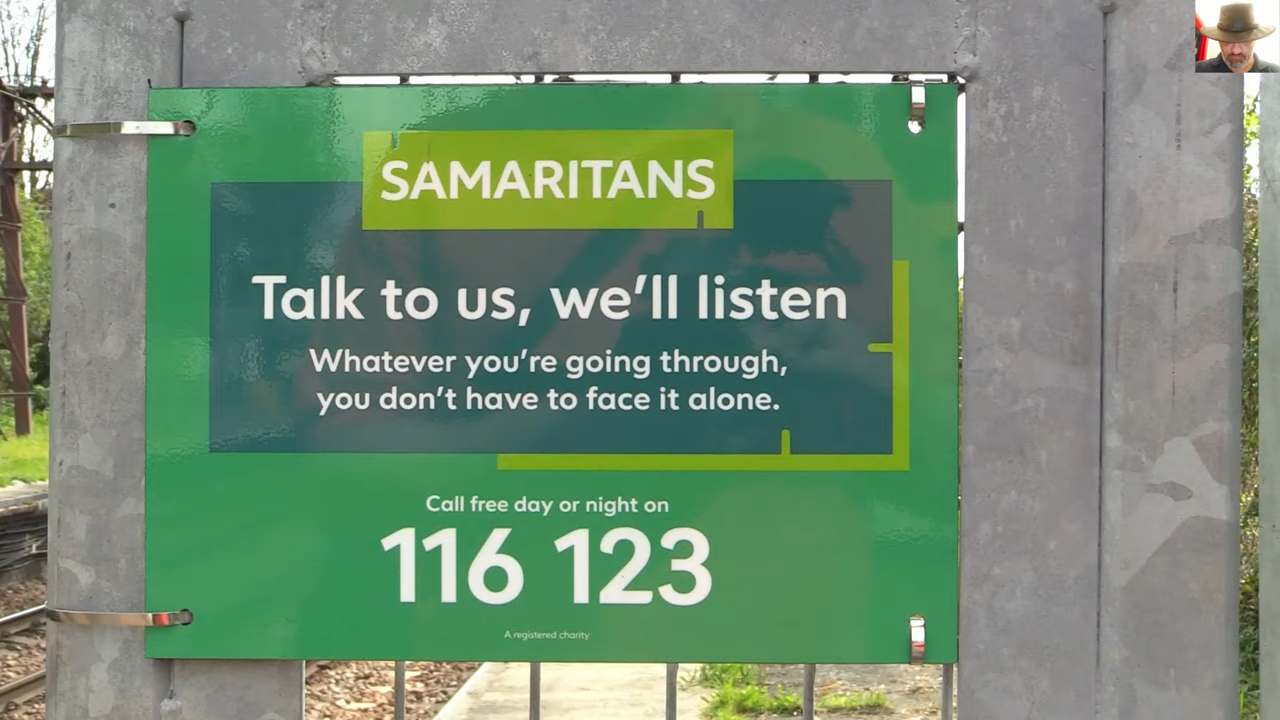 SAMARITANS
Talk to us, we'll listen
Whatever you're going through,
you don't have to face it alone.
Call free day or night on
116 123
A registered charity